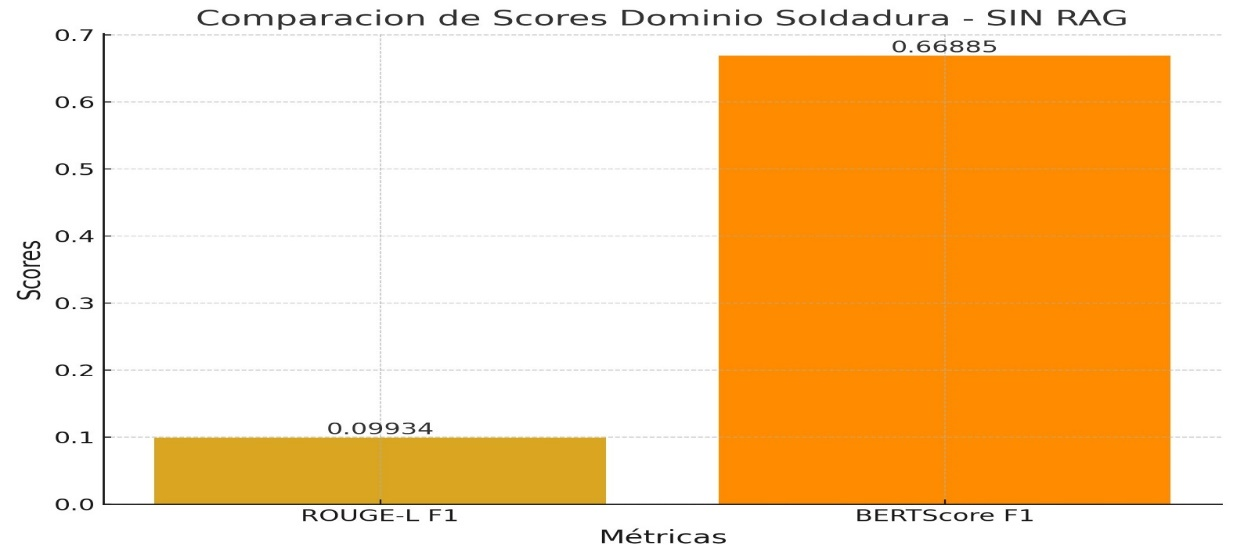 Comparacion de Scores Dominio Soldadura - SIN RAG
0.7
0.66885
0.6
0.5
0.4
Scores
0.3
0.2
0.09934
0.1
0.0
ROUGE-L F1 BERTScore F1
Métricas